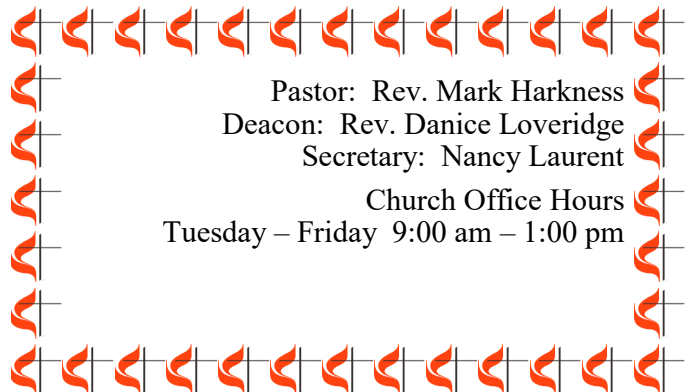 Pastor:  Rev. Mark Harkness
Deacon:  Rev. Danice Loveridge
Secretary:  Nancy Laurent
Church Office Hours
Tuesday – Friday  9:00 am – 1:00 pm